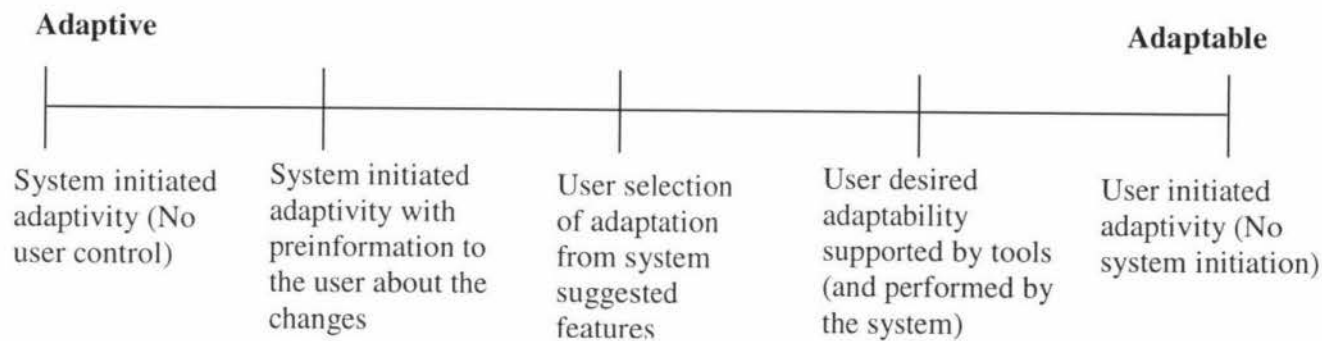 Adaptive
Adaptable
System initiated
adaptivity (No
user control)
System initiated
adaptivity with
preinformation to
the user about the
changes
User selection
of adaptation
from system
suggested
features
User desired
adaptability
supported by tools
(and performed by
the system)
User initiated
adaptivity (No
system initiation)